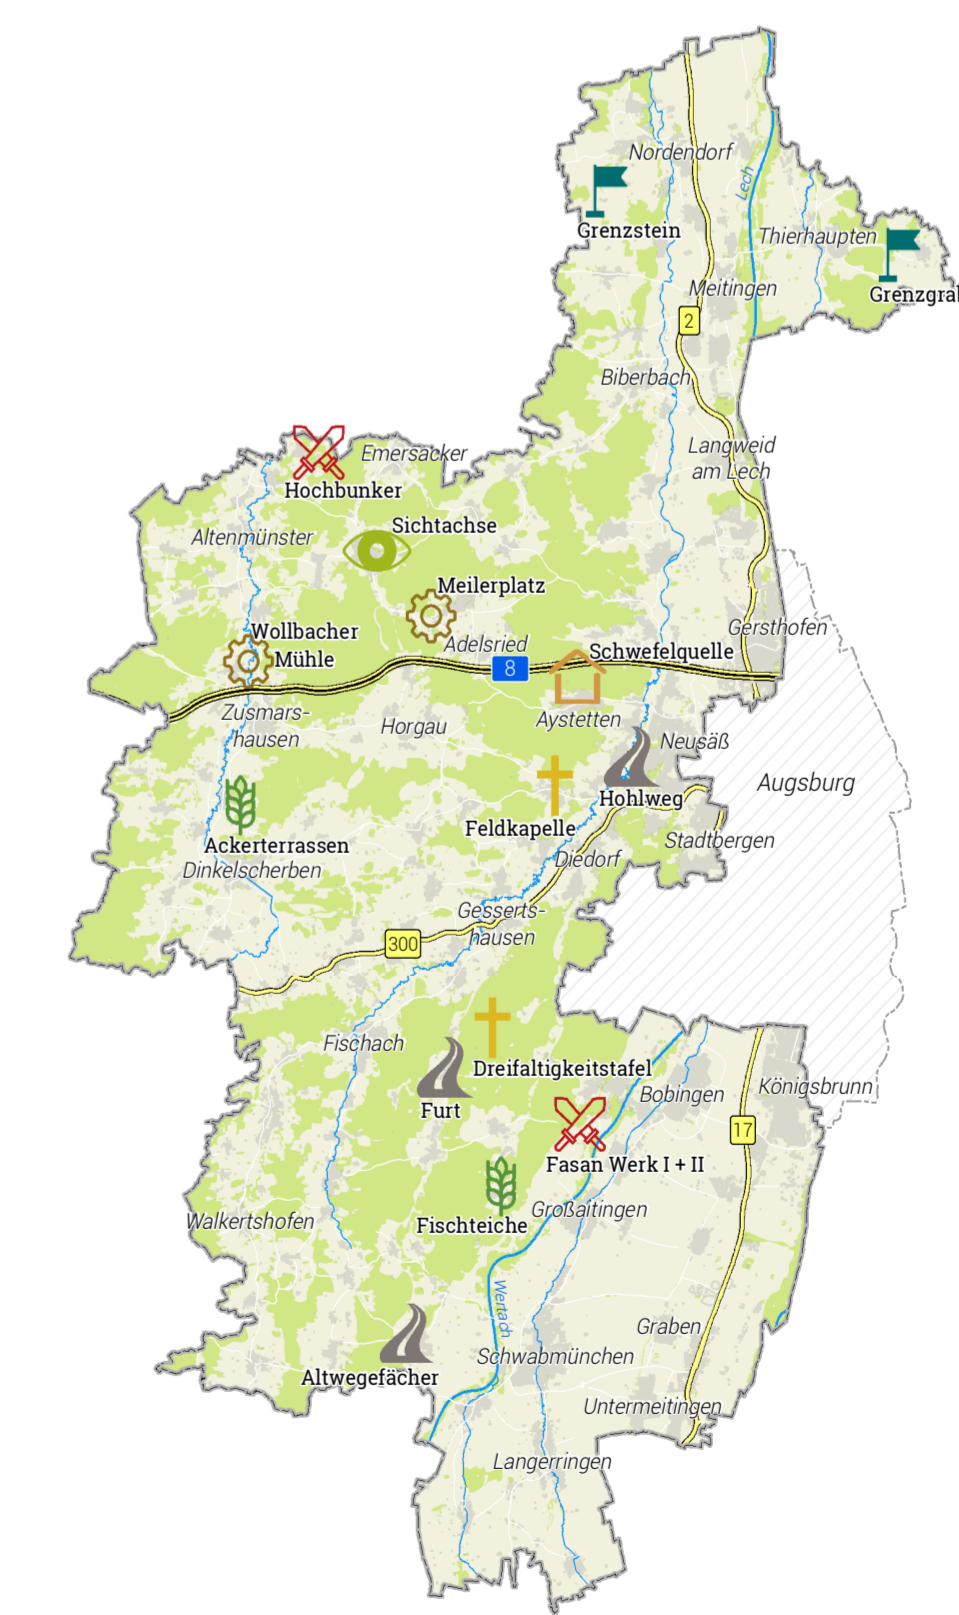 Nordendorf
Lech
Grenzstein
Thierhaupten
Meitingen
Grenzgral
2
Biberbach
Langweid
am Lech
Emersacker
Hochbunker
Sichtachse
Altenmünster
Meilerplatz
Gersthofen
Wollbacher
Mühle
Adelsried
Schwefelquelle
8
Zusmars-
hausen
Horgau
Aystetten
Neusäß
Augsburg
Hohlweg
Feldkapelle
Ackerterrassen
Stadtbergen
Dinkelscherben
Diedorf
Gesserts-
hausen
300
Fischach
Dreifaltigkeitstafel
Furt
Bobingen
Königsbrunn
17
Fasan Werk I + II
Großaitingen
Fischteiche
Walkertshofen
Wertach
Graben
Schwabmünchen
Altwegefächer
Untermeitingen
Langerringen